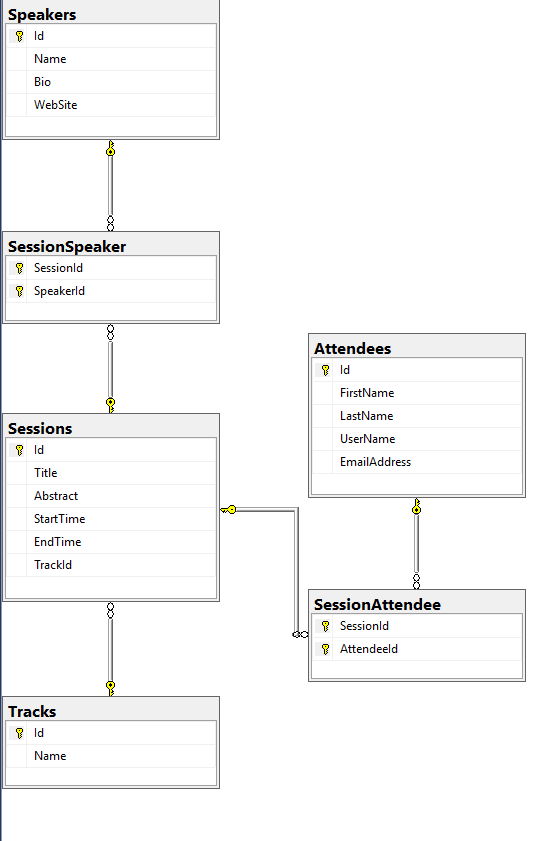 Speakers
Id
Name
Bio
WebSite
SessionSpeaker
SessionId
SpeakerId
Attendees
Id
FirstName
LastName
UserName
EmailAddress
Sessions
Id
Title
Abstract
StartTime
EndTime
TrackId
SessionAttendee
SessionId
AttendeeId
Tracks
Id
Name